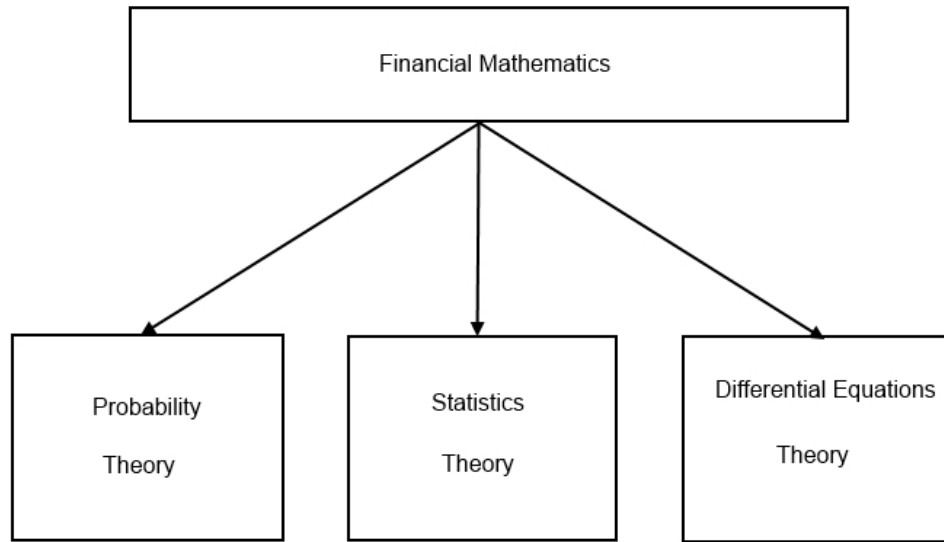 Financial Mathematics
Probability
Theory
Statistics
Theory
Differential Equations
Theory